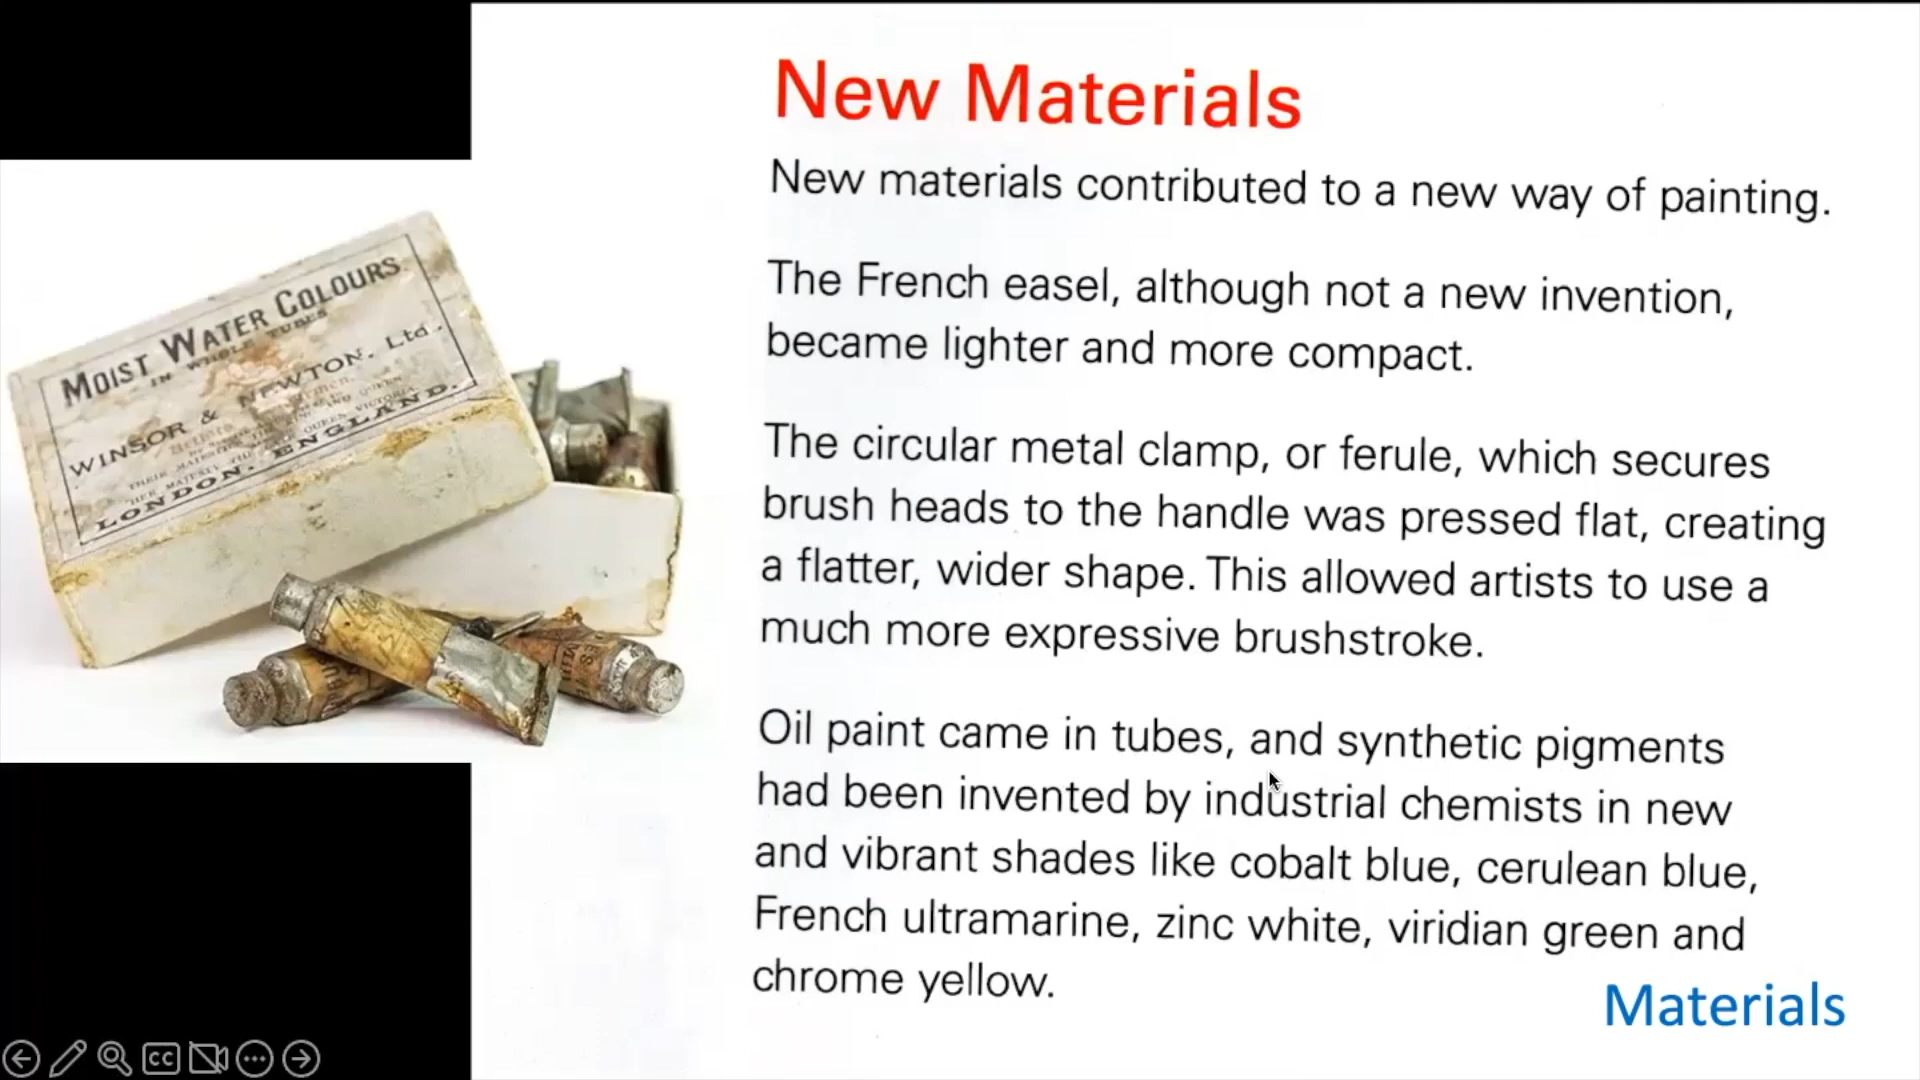 New Materials
New materials contributed to a new way of painting.
The French easel, although not a new invention,
became lighter and more compact.
The circular metal clamp, or ferule, which secures
brush heads to the handle was pressed flat, creating
a flatter, wider shape. This allowed artists to use a
much more expressive brushstroke.
Oil paint came in tubes, and synthetic pigments
had been invented by industrial chemists in new
and vibrant shades like cobalt blue, cerulean blue,
French ultramarine, zinc white, viridian green and
chrome yellow.
Materials
MOIST WATER COLOURS
IN WHOLE TUBES
WINSOR & NEWTON, Ltd.
LONDON. ENGLAND.
CC